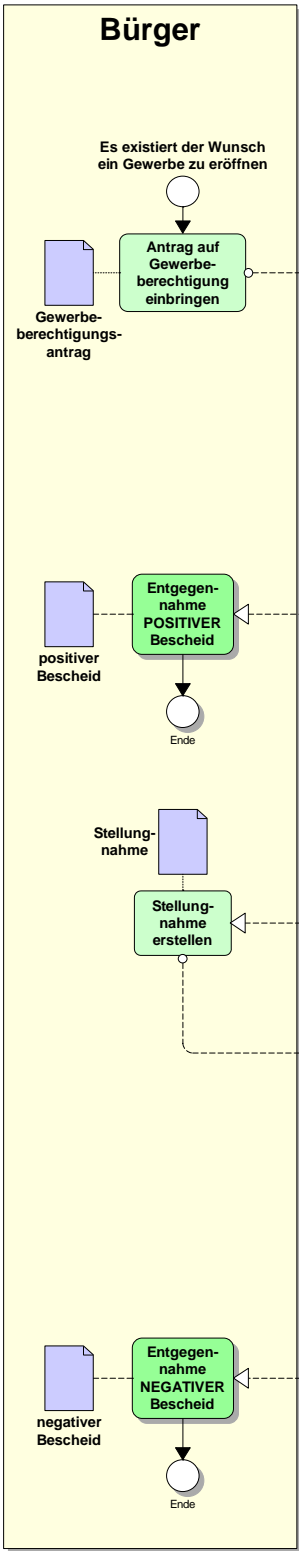 Bürger
Es existiert der Wunsch
ein Gewerbe zu eröffnen
Antrag auf
Gewerbe-
berechtigung
einbringen
Gewerbe-
berechtigungs-
antrag
Entgegen-
nahme
POSITIVER
Bescheid
positiver
Bescheid
Ende
Stellung-
nahme
Stellung-
nahme
erstellen
Entgegen-
nahme
NEGATIVER
Bescheid
negativer
Bescheid
Ende